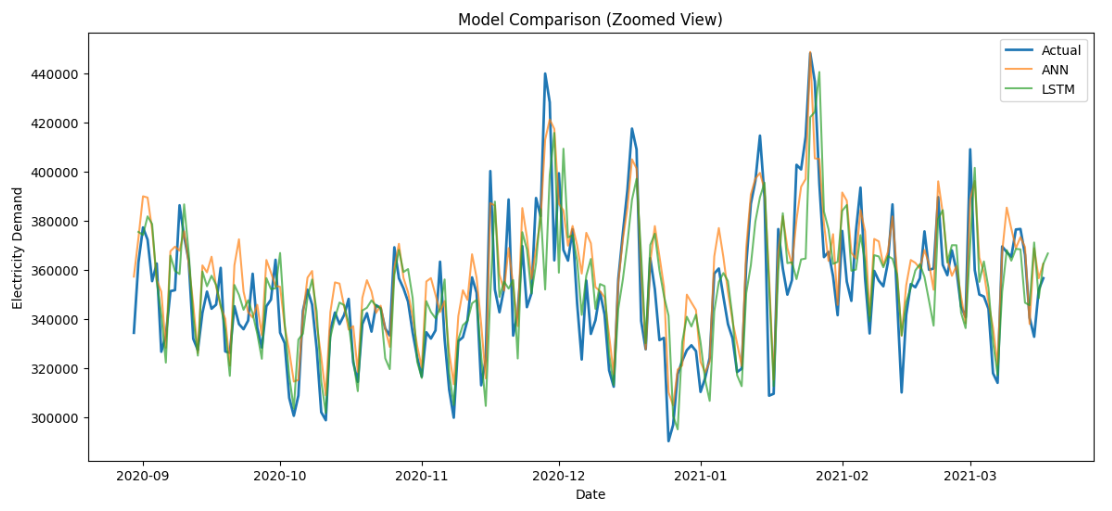 Model Comparison (Zoomed View)
Actual
ANN
LSTM
Electricity Demand
440000
420000
400000
380000
360000
340000
320000
300000
2020-09
2020-10
2020-11
2020-12
2021-01
2021-02
2021-03
Date